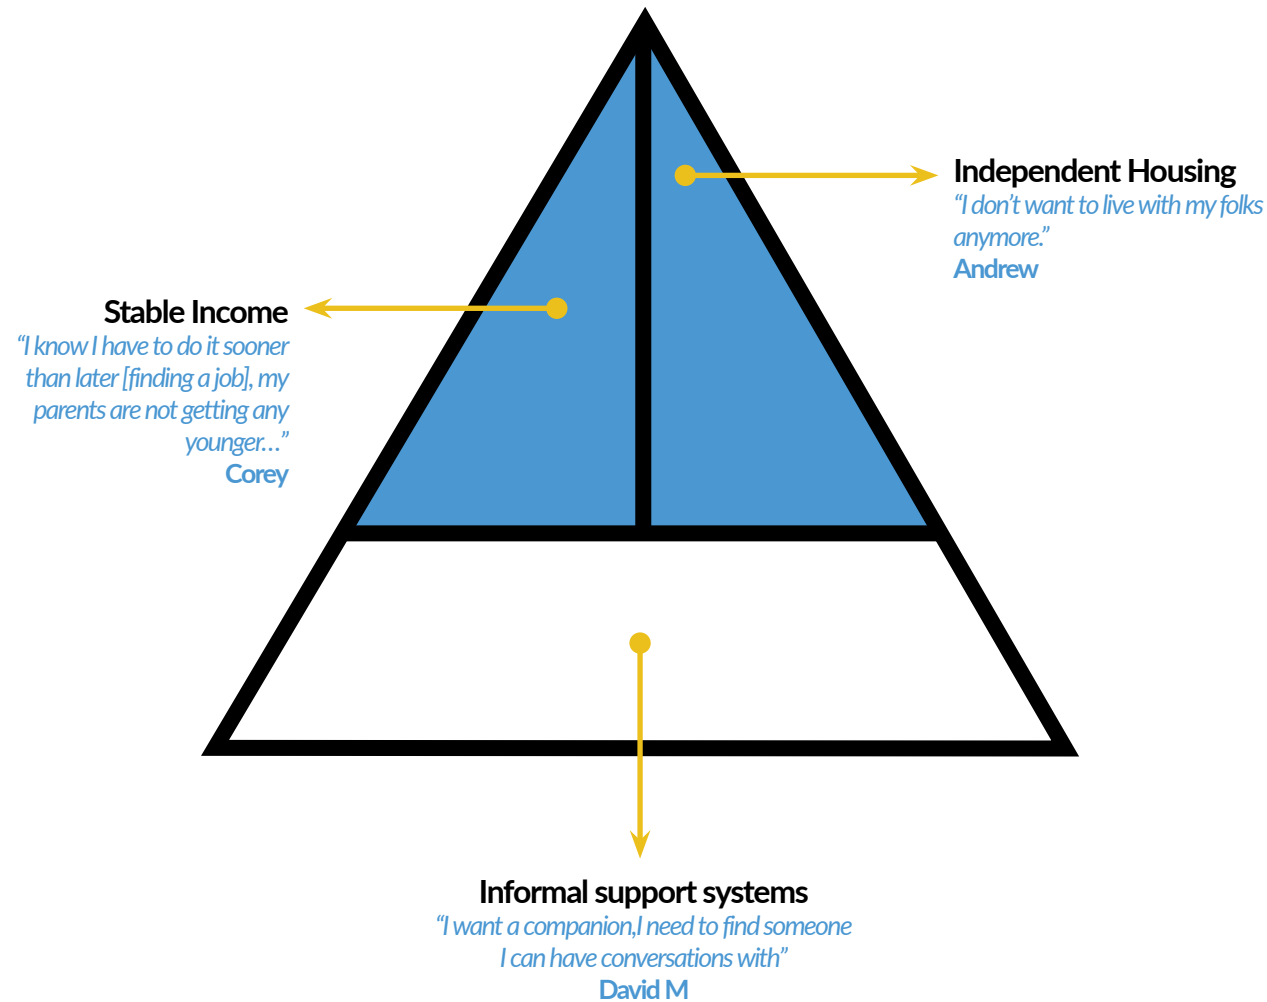 Independent Housing
“I don’t want to live with my folks
anymore.”
Andrew
Stable Income
“I know I have to do it sooner
than later [finding a job], my
parents are not getting any
younger…”
Corey
Informal support systems
“I want a companion,I need to find someone
I can have conversations with”
David M